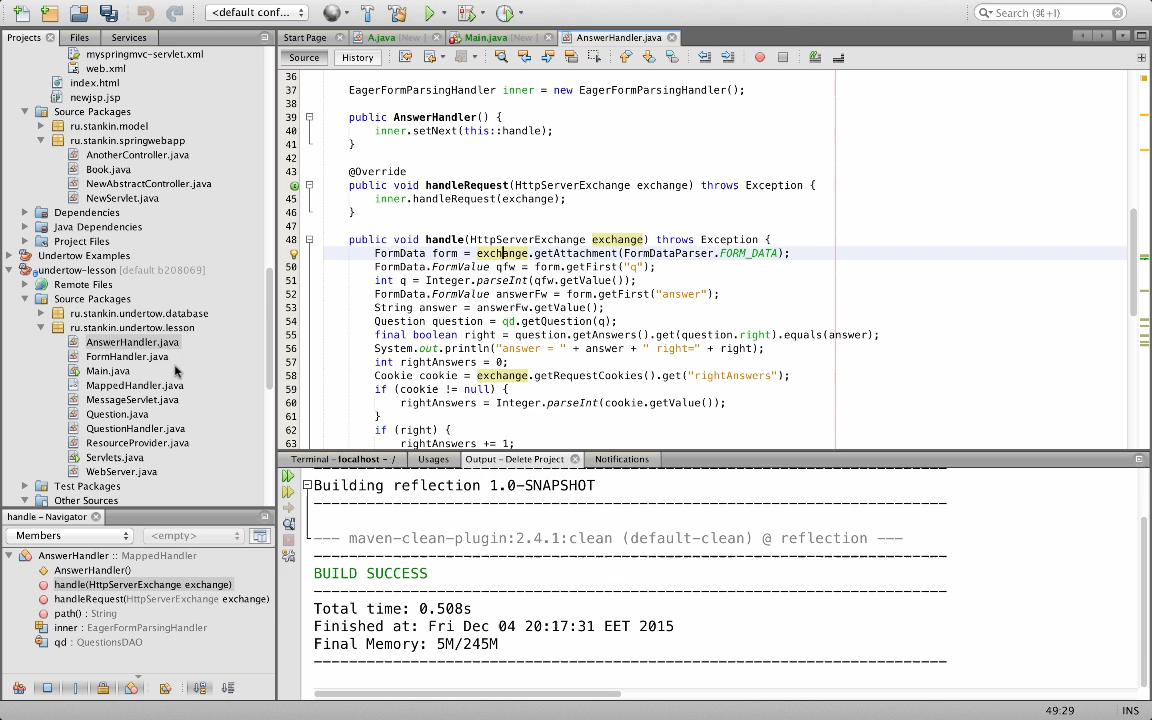 <default conf...
Search (⌘+I)
Projects
Files
Services
myspringmvc-servlet.xml
web.xml
index.html
newjsp.jsp
Source Packages
ru.stankin.model
ru.stankin.springwebapp
AnotherController.java
Book.java
NewAbstractController.java
NewServlet.java
Dependencies
Java Dependencies
Project Files
Undertow Examples
undertow-lesson [default b208069]
Remote Files
Source Packages
ru.stankin.undertow.database
ru.stankin.undertow.lesson
AnswerHandler.java
FormHandler.java
Main.java
MappedHandler.java
MessageServlet.java
Question.java
QuestionHandler.java
ResourceProvider.java
Servlets.java
WebServer.java
Test Packages
Other Sources
handle - Navigator
Members
<empty>
AnswerHandler :: MappedHandler
AnswerHandler()
handle(HttpServerExchange exchange)
handleRequest(HttpServerExchange exchange)
path() : String
inner : EagerFormParsingHandler
qd : QuestionsDAO
Start Page
A.java [New]
Main.java [New]
AnswerHandler.java
Source
History
36
37 EagerFormParsingHandler inner = new EagerFormParsingHandler();
38
39 public AnswerHandler() {
40 inner.setNext(this::handle);
41 }
42
43 @Override
public void handleRequest(HttpServerExchange exchange) throws Exception {
45 inner.handleRequest(exchange);
46 }
47
48 public void handle(HttpServerExchange exchange) throws Exception {
FormData form = exchange.getAttachment(FormDataParser.FORM_DATA);
50 FormData.FormValue qfw = form.getFirst("q");
51 int q = Integer.parseInt(qfw.getValue());
52 FormData.FormValue answerFw = form.getFirst("answer");
53 String answer = answerFw.getValue();
54 Question question = qd.getQuestion(q);
55 final boolean right = question.getAnswers().get(question.right).equals(answer);
56 System.out.println("answer = " + answer + " right=" + right);
57 int rightAnswers = 0;
58 Cookie cookie = exchange.getRequestCookies().get("rightAnswers");
59 if (cookie != null) {
60 rightAnswers = Integer.parseInt(cookie.getValue());
61 }
62 if (right) {
63 rightAnswers += 1;
Terminal - localhost - /
Usages
Output - Delete Project
Notifications
------------------------------------------------------------------------
Building reflection 1.0-SNAPSHOT
------------------------------------------------------------------------
--- maven-clean-plugin:2.4.1:clean (default-clean) @ reflection ---
------------------------------------------------------------------------
BUILD SUCCESS
------------------------------------------------------------------------
Total time: 0.508s
Finished at: Fri Dec 04 20:17:31 EET 2015
Final Memory: 5M/245M
------------------------------------------------------------------------
49:29
INS